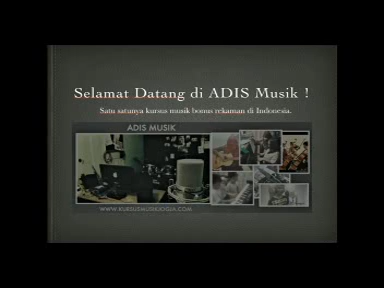 Selamat Datang di ADIS Musik !
Satu satunya kursus musik bonus rekaman di Indonesia.
ADIS MUSIK
WWW.KURSUSMUSIKJOGJA.COM